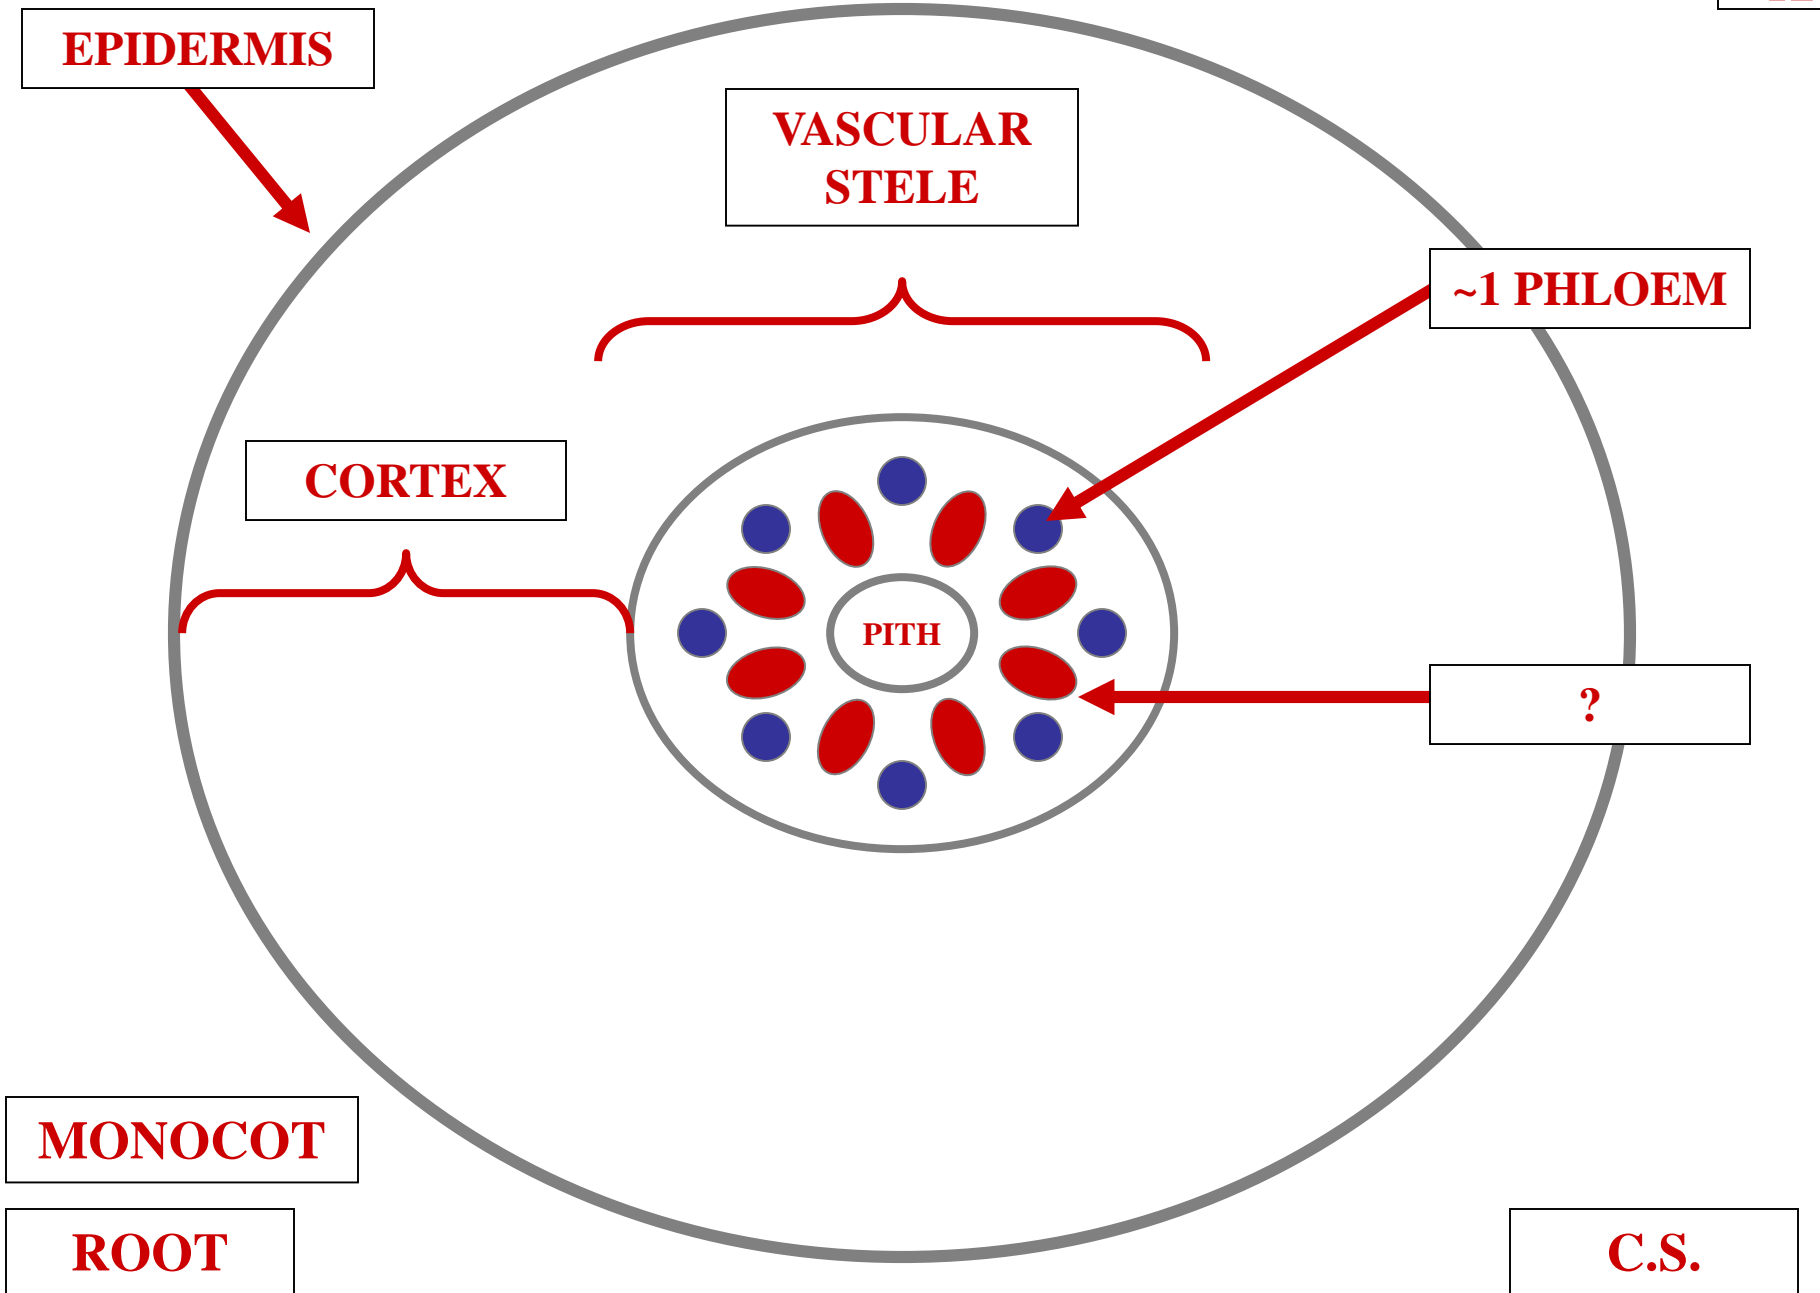 EPIDERMIS
VASCULAR
STELE
~1 PHLOEM
CORTEX
PITH
?
MONOCOT
ROOT
C.S.